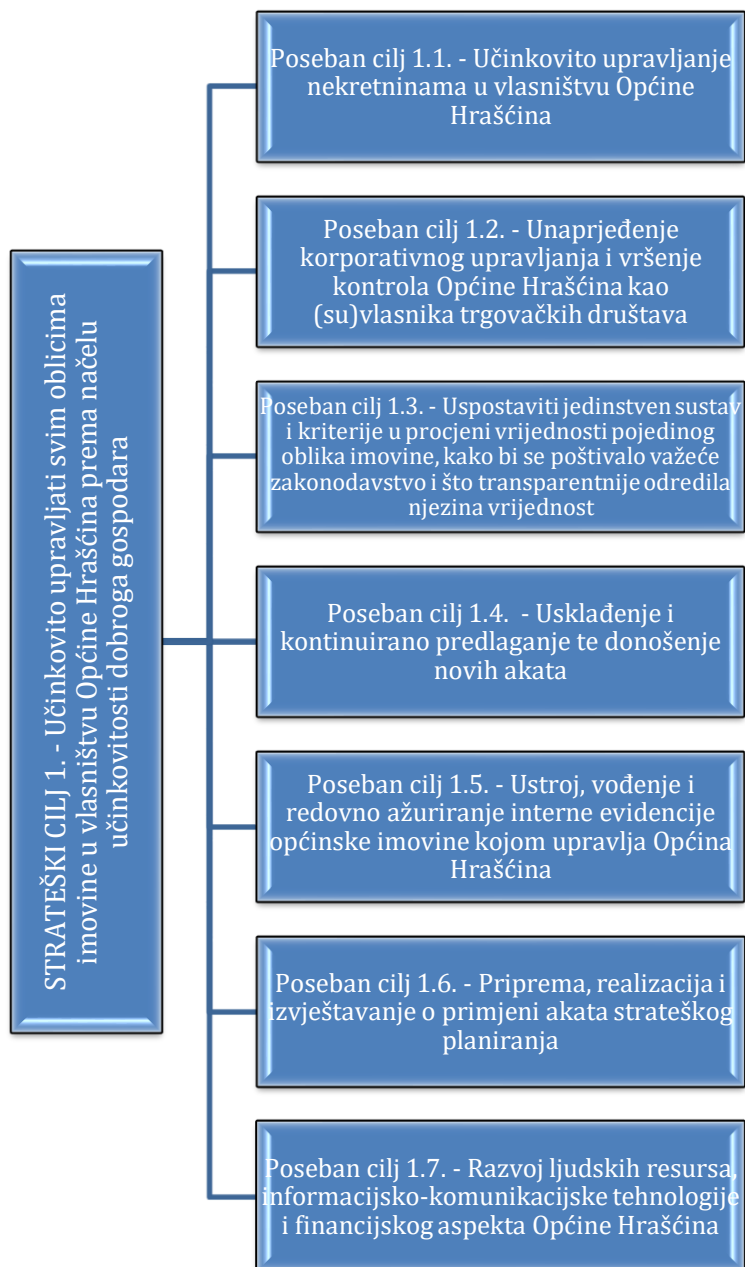 STRATEŠKI CILJ 1. - Učinkovito upravljati svim oblicima
imovine u vlasništvu Općine Hrašćina prema načelu
učinkovitosti dobroga gospodara
Poseban cilj 1.1. - Učinkovito upravljanje
nekretninama u vlasništvu Općine
Hrašćina
Poseban cilj 1.2. - Unaprjeđenje
korporativnog upravljanja i vršenje
kontrola Općine Hrašćina kao
(su)vlasnika trgovačkih društava
Poseban cilj 1.3. - Uspostaviti jedinstven sustav
i kriterije u procjeni vrijednosti pojedinog
oblika imovine, kako bi se poštivalo važeće
zakonodavstvo i što transparentnije odredila
njezina vrijednost
Poseban cilj 1.4. - Usklađenje i
kontinuirano predlaganje te donošenje
novih akata
Poseban cilj 1.5. - Ustroj, vođenje i
redovno ažuriranje interne evidencije
općinske imovine kojom upravlja Općina
Hrašćina
Poseban cilj 1.6. - Priprema, realizacija i
izvještavanje o primjeni akata strateškog
planiranja
Poseban cilj 1.7. - Razvoj ljudskih resursa,
informacijsko-komunikacijske tehnologije
i financijskog aspekta Općine Hrašćina